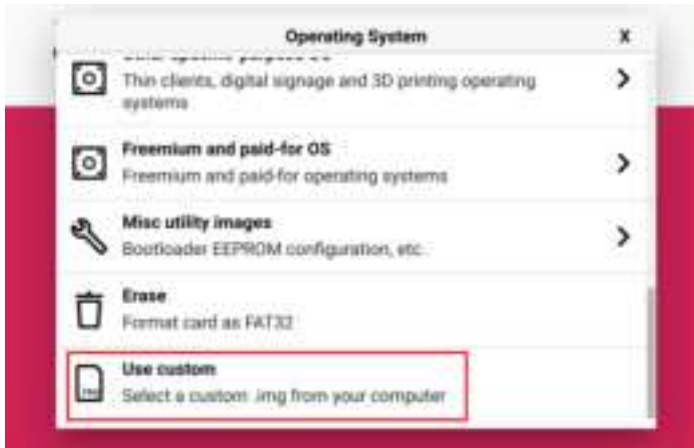 Operating System X
Thin clients, digital signage and 3D printing operating
systems
Freemium and paid-for OS
Freemium and paid-for operating systems
Misc utility images
Bootloader EEPROM configuration, etc.
Erase
Format card as FAT32
Use custom
Select a custom .img from your computer